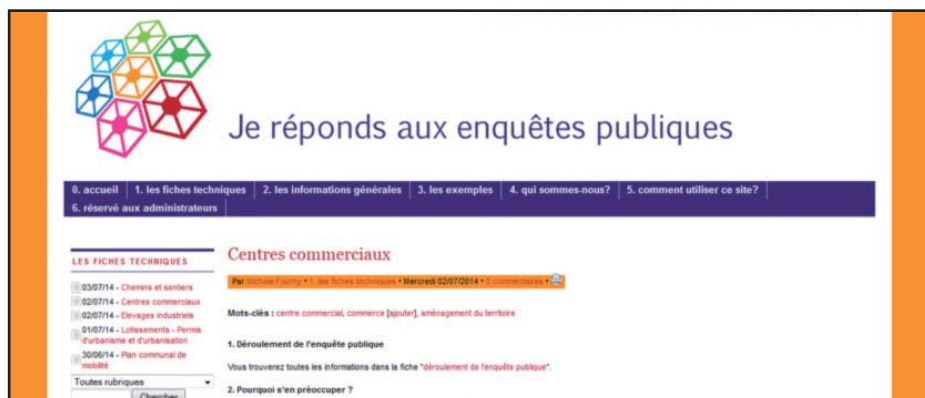 Je réponds aux enquêtes publiques
0. accueil 1. les fiches techniques 2. les informations générales 3. les exemples 4. qui sommes-nous? 5. comment utiliser ce site?
6. réservé aux administrateurs
LES FICHES TECHNIQUES
03/07/14 - Chemins et sentiers
02/07/14 - Centres commerciaux
02/07/14 - Elevages industriels
01/07/14 - Lotissements - Permis
d'urbanisme et d'urbanisation
30/06/14 - Plan communal de
mobilité
Toutes rubriques
Chercher
Centres commerciaux
Par Michèle Fourny • 1. les fiches techniques • Mercredi 02/07/2014 • 0 commentaires •
Mots-clés : centre commercial, commerce [ajouter], aménagement du territoire
1. Déroulement de l'enquête publique
Vous trouverez toutes les informations dans la fiche "déroulement de l'enquête publique".
2. Pourquoi s'en préoccuper ?